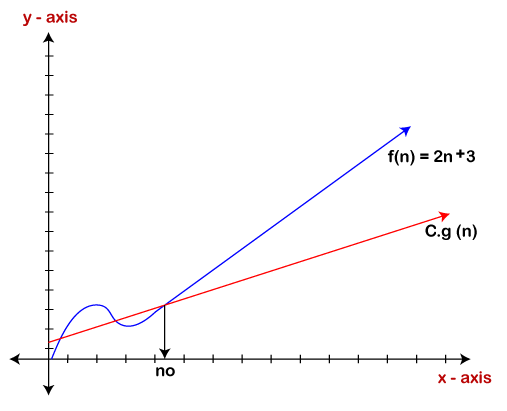 y - axis
f(n) = 2n+3
C.g (n)
no
x - axis